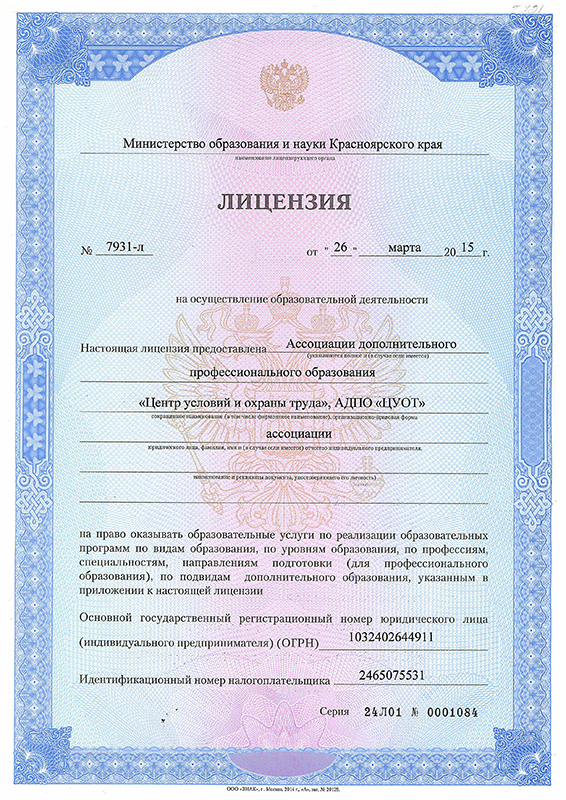 Министерство образования и науки Красноярского края
наименование лицензирующего органа
ЛИЦЕНЗИЯ
№ 7931-л от " 26 " марта 20 15 г.
на осуществление образовательной деятельности
Настоящая лицензия предоставлена Ассоциации дополнительного
(указываются полное и (в случае если имеется)
профессионального образования
«Центр условий и охраны труда», АДПО «ЦУОТ»
сокращенное наименование (в том числе фирменное наименование), организационно-правовая форма
ассоциации
юридического лица, фамилия, имя и (в случае если имеется) отчество индивидуального предпринимателя,
наименование и реквизиты документа, удостоверяющего его личность)
на право оказывать образовательные услуги по реализации образовательных
программ по видам образования, по уровням образования, по профессиям,
специальностям, направлениям подготовки (для профессионального
образования), по подвидам дополнительного образования, указанным в
приложении к настоящей лицензии
Основной государственный регистрационный номер юридического лица
(индивидуального предпринимателя) (ОГРН) 1032402644911
Идентификационный номер налогоплательщика 2465075531
Серия 24Л01 № 0001084
ООО «ЗНАК», г. Москва, 2014 г., «А», зак. №